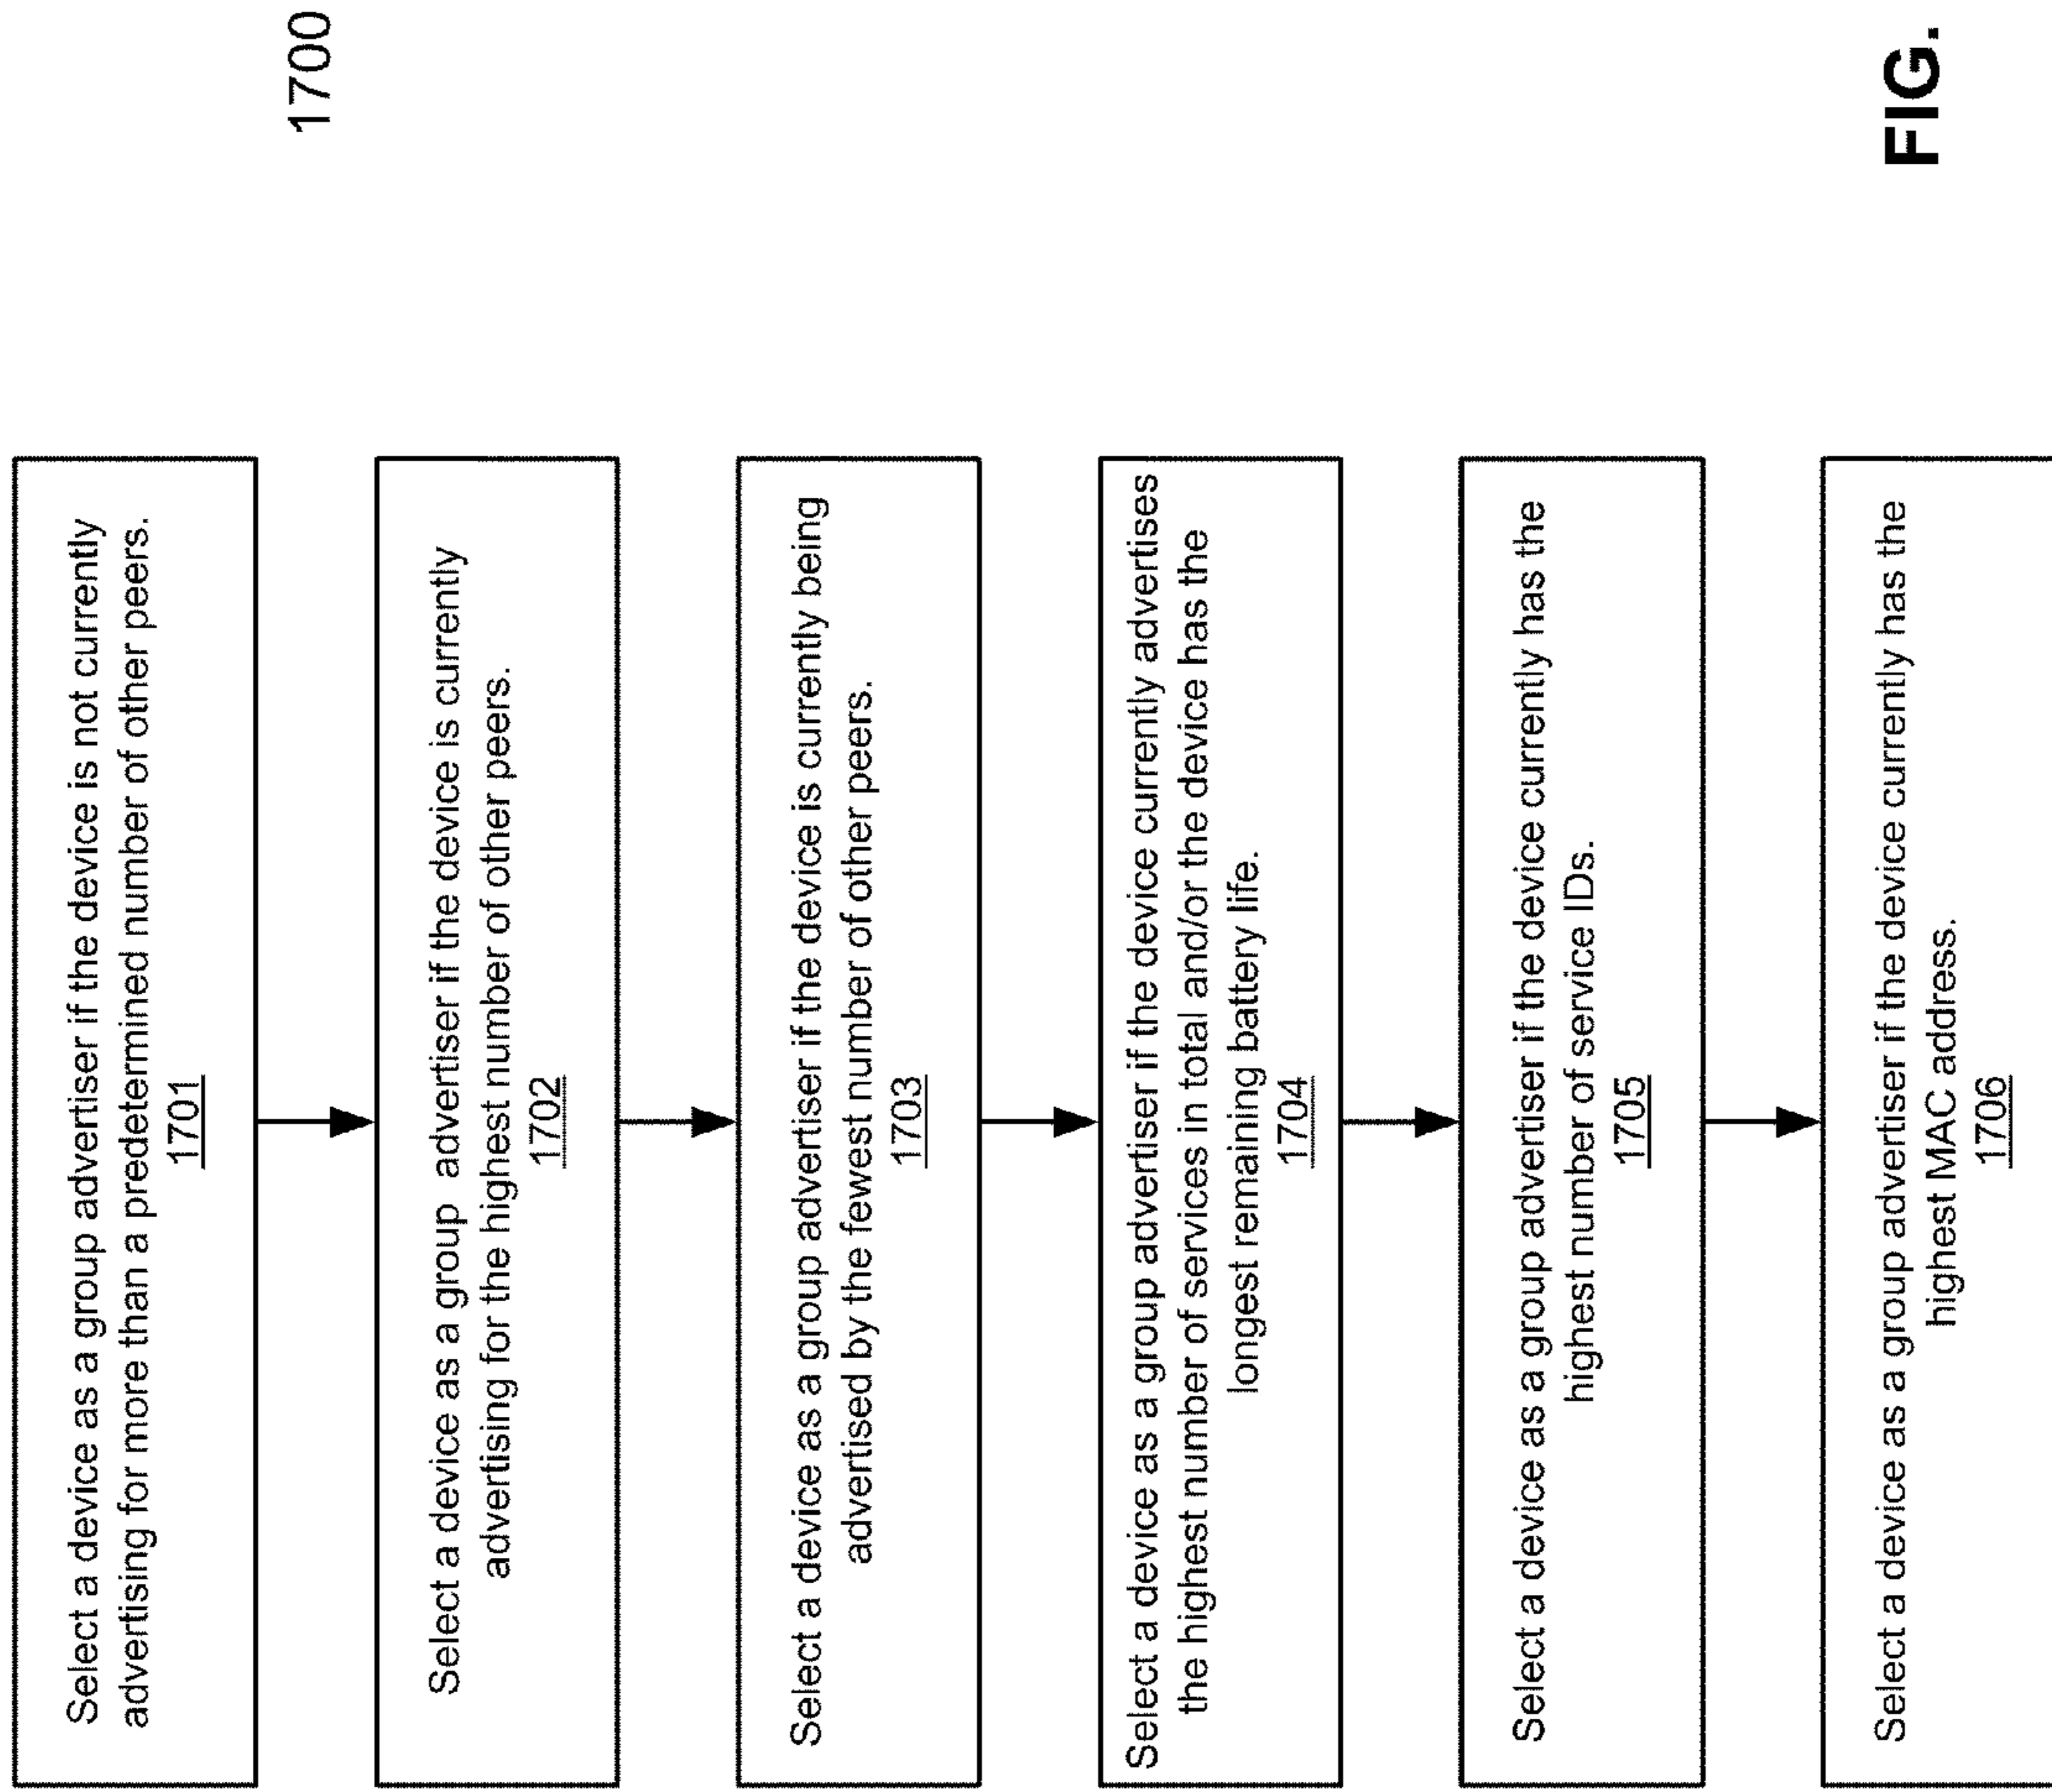 1700
Select a device as a group advertiser if the device is not currently
advertising for more than a predetermined number of other peers.
1701
Select a device as a group advertiser if the device is currently
advertising for the highest number of other peers.
1702
Select a device as a group advertiser if the device is currently being
advertised by the fewest number of other peers.
1703
Select a device as a group advertiser if the device currently advertises
the highest number of services in total and/or the device has the
longest remaining battery life.
1704
Select a device as a group advertiser if the device currently has the
highest number of service IDs.
1705
Select a device as a group advertiser if the device currently has the
highest MAC address.
1706
FIG.